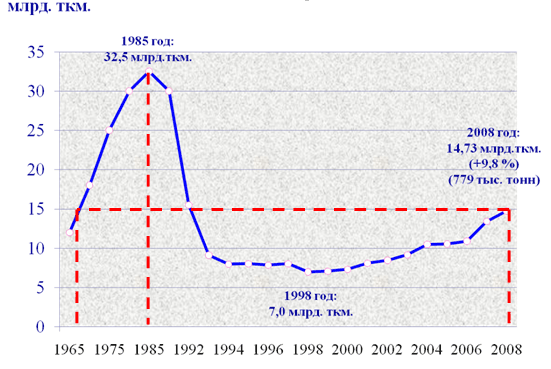 млрд. ткм.
1985 год:
32,5 млрд.ткм.
2008 год:
14,73 млрд.ткм.
(+9,8 %)
(779 тыс. тонн)
1998 год:
7,0 млрд. ткм.
35
30
25
20
15
10
5
0
1965 1975 1985 1992 1994 1996 1998 2000 2002 2004 2006 2008